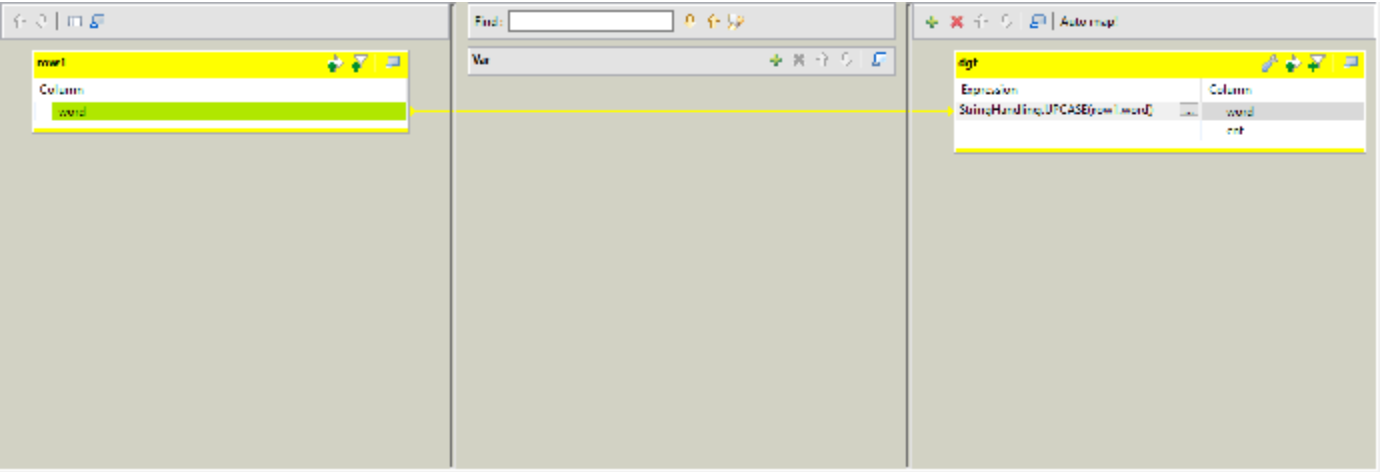 Find:
Auto map!
row1
Column
word
Var
dgt
Expression
Column
StringHandling.UPCASE(row1.word)
...
word
cnt